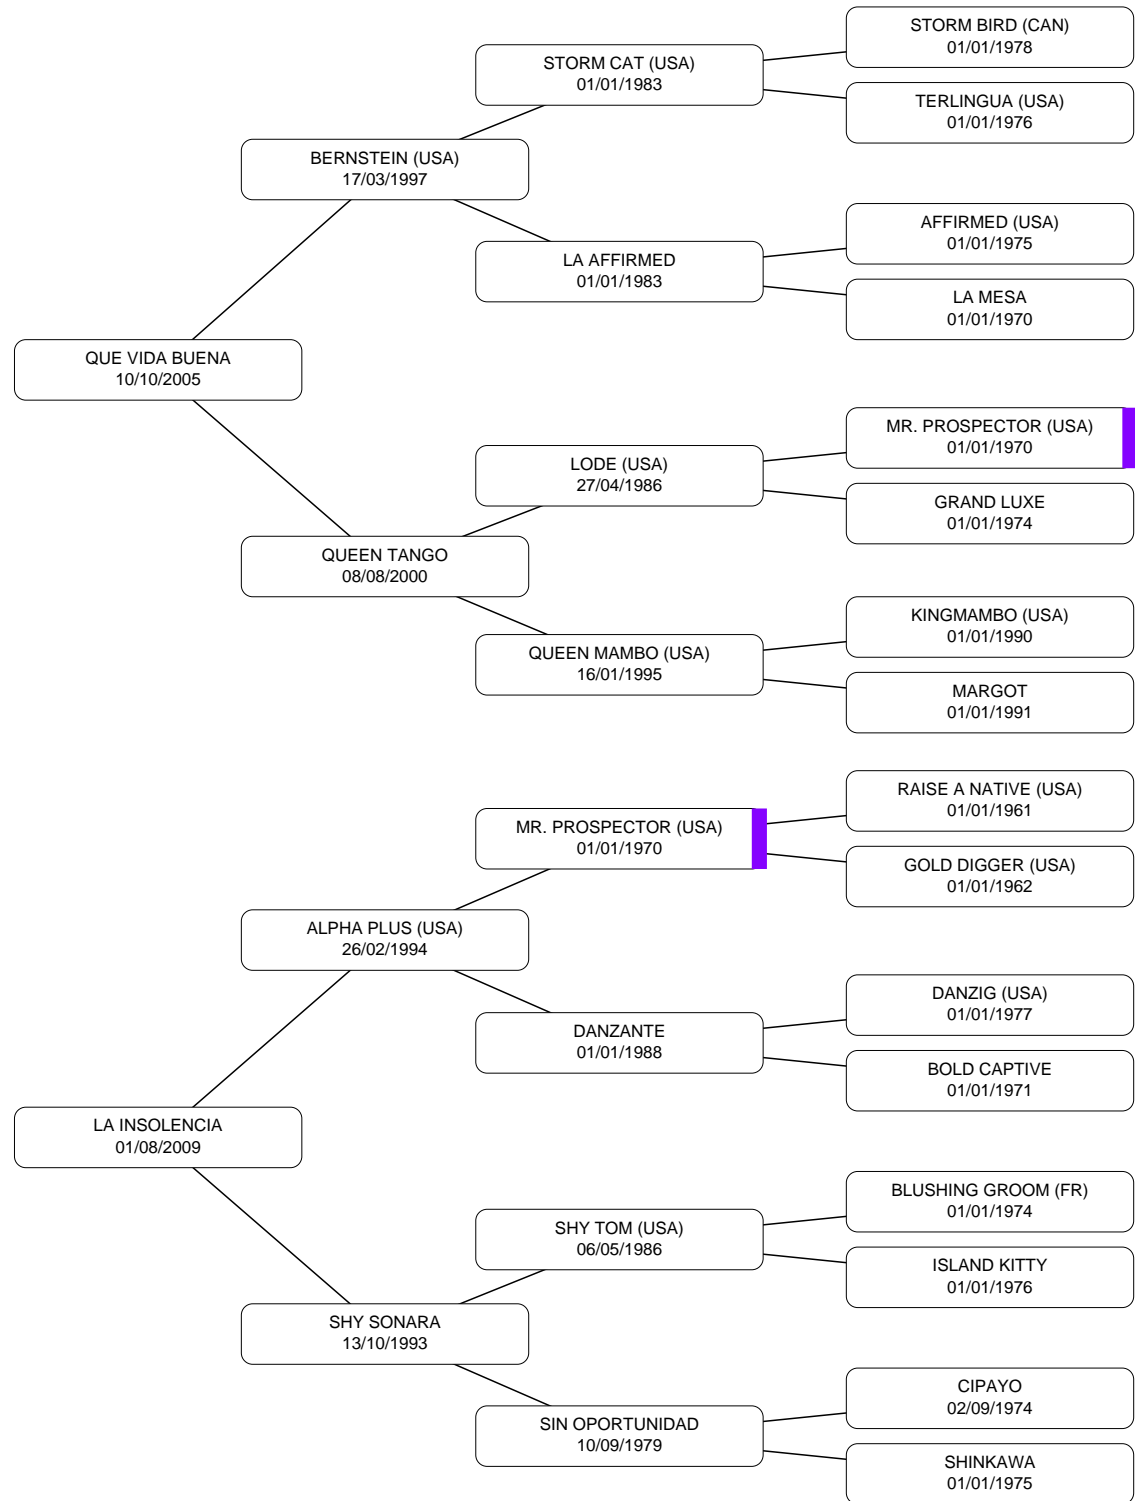 STORM BIRD (CAN)
01/01/1978
STORM CAT (USA)
01/01/1983
TERLINGUA (USA)
01/01/1976
BERNSTEIN (USA)
17/03/1997
AFFIRMED (USA)
01/01/1975
LA AFFIRMED
01/01/1983
LA MESA
01/01/1970
QUE VIDA BUENA
10/10/2005
MR. PROSPECTOR (USA)
01/01/1970
LODE (USA)
27/04/1986
GRAND LUXE
01/01/1974
QUEEN TANGO
08/08/2000
KINGMAMBO (USA)
01/01/1990
QUEEN MAMBO (USA)
16/01/1995
MARGOT
01/01/1991
RAISE A NATIVE (USA)
01/01/1961
MR. PROSPECTOR (USA)
01/01/1970
GOLD DIGGER (USA)
01/01/1962
ALPHA PLUS (USA)
26/02/1994
DANZIG (USA)
01/01/1977
DANZANTE
01/01/1988
BOLD CAPTIVE
01/01/1971
LA INSOLENCIA
01/08/2009
BLUSHING GROOM (FR)
01/01/1974
SHY TOM (USA)
06/05/1986
ISLAND KITTY
01/01/1976
SHY SONARA
13/10/1993
CIPAYO
02/09/1974
SIN OPORTUNIDAD
10/09/1979
SHINKAWA
01/01/1975